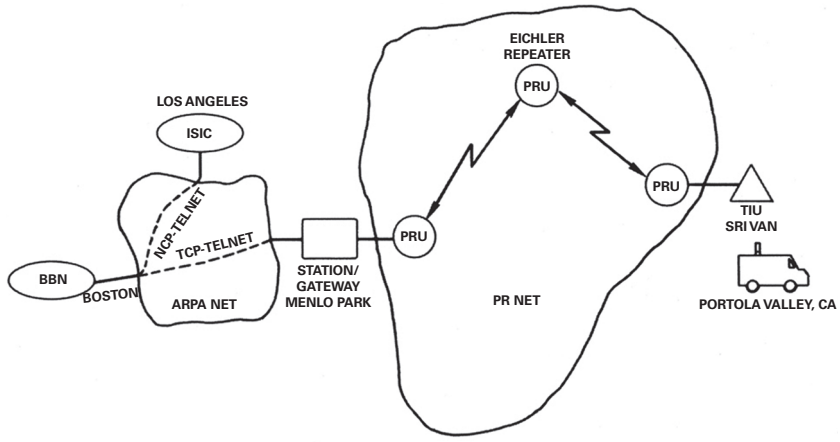 EICHLER
REPEATER
PRU
LOS ANGELES
ISIC
NCP-TELNET
TCP-TELNET
BBN
BOSTON
ARPA NET
STATION/
GATEWAY
MENLO PARK
PRU
PR NET
PRU
TIU
SRI VAN
PORTOLA VALLEY, CA